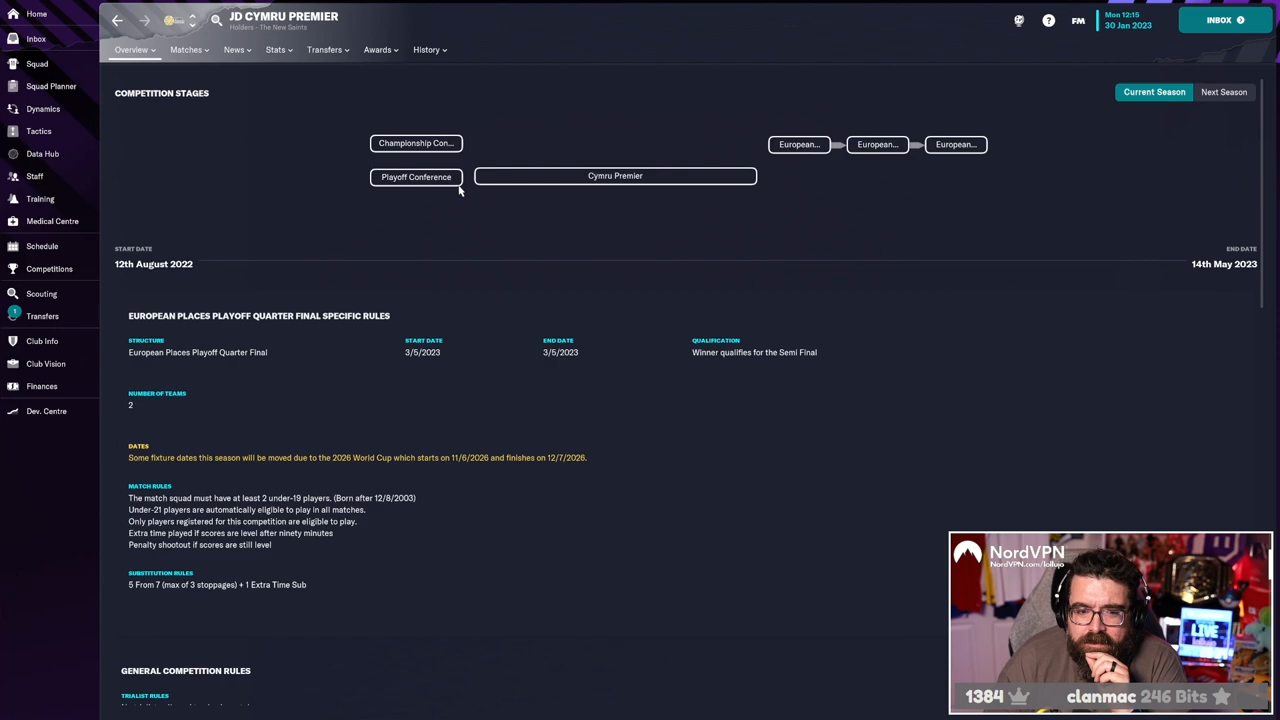 JD CYMRU PREMIER
Holders - The New Saints
Mon 12:15
30 Jan 2023
FM
INBOX
Home
Inbox
Squad
Squad Planner
Dynamics
Tactics
Data Hub
Staff
Training
Medical Centre
Schedule
Competitions
Scouting
1
Transfers
Club Info
Club Vision
Finances
Dev. Centre
Overview
Matches
News
Stats
Transfers
Awards
History
COMPETITION STAGES
Current Season
Next Season
Championship Con...
Playoff Conference
Cymru Premier
European...
European...
European...
START DATE
12th August 2022
END DATE
14th May 2023
EUROPEAN PLACES PLAYOFF QUARTER FINAL SPECIFIC RULES
STRUCTURE
European Places Playoff Quarter Final
START DATE
3/5/2023
END DATE
3/5/2023
QUALIFICATION
Winner qualifies for the Semi Final
NUMBER OF TEAMS
2
DATES
Some fixture dates this season will be moved due to the 2026 World Cup which starts on 11/6/2026 and finishes on 12/7/2026.
MATCH RULES
The match squad must have at least 2 under-19 players. (Born after 12/8/2003)
Under-21 players are automatically eligible to play in all matches.
Only players registered for this competition are eligible to play.
Extra time played if scores are level after ninety minutes
Penalty shootout if scores are still level
SUBSTITUTION RULES
5 From 7 (max of 3 stoppages) + 1 Extra Time Sub
GENERAL COMPETITION RULES
TRIALIST RULES
NordVPN
NordVPN.com/lollujo
LIVE
1384
clanmac 246 Bits